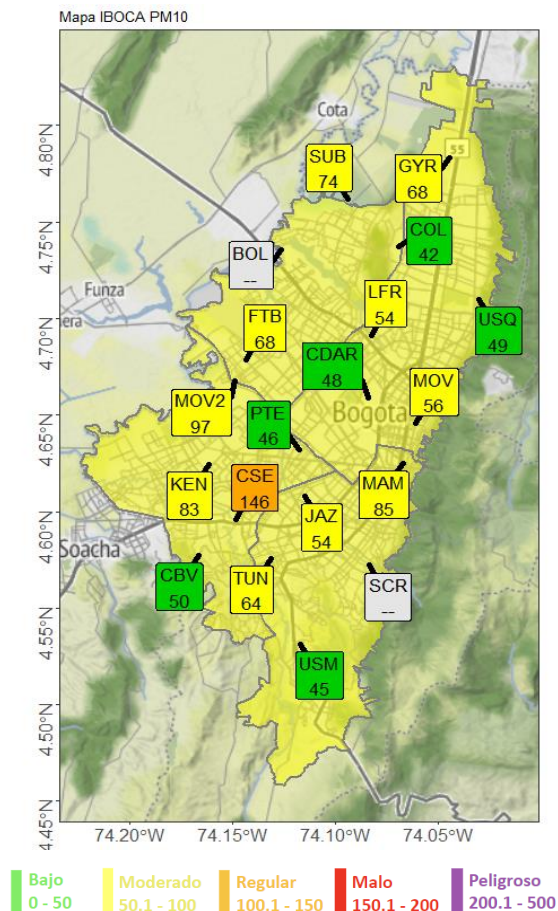 Mapa IBOCA PM10
4.80°N
4.75°N
4.70°N
4.65°N
4.60°N
4.55°N
4.50°N
4.45°N
Cota
55
SUB
74
GYR
68
COL
42
BOL
--
Funza
LFR
54
USQ
49
FTB
68
CDAR
48
MOV
56
MOV2
97
PTE
46
Bogota
KEN
83
CSE
146
MAM
85
JAZ
54
Soacha
CBV
50
TUN
64
SCR
--
USM
45
74.20°W
74.15°W
74.10°W
74.05°W
Bajo
0 - 50
Moderado
50.1 - 100
Regular
100.1 - 150
Malo
150.1 - 200
Peligroso
200.1 - 500